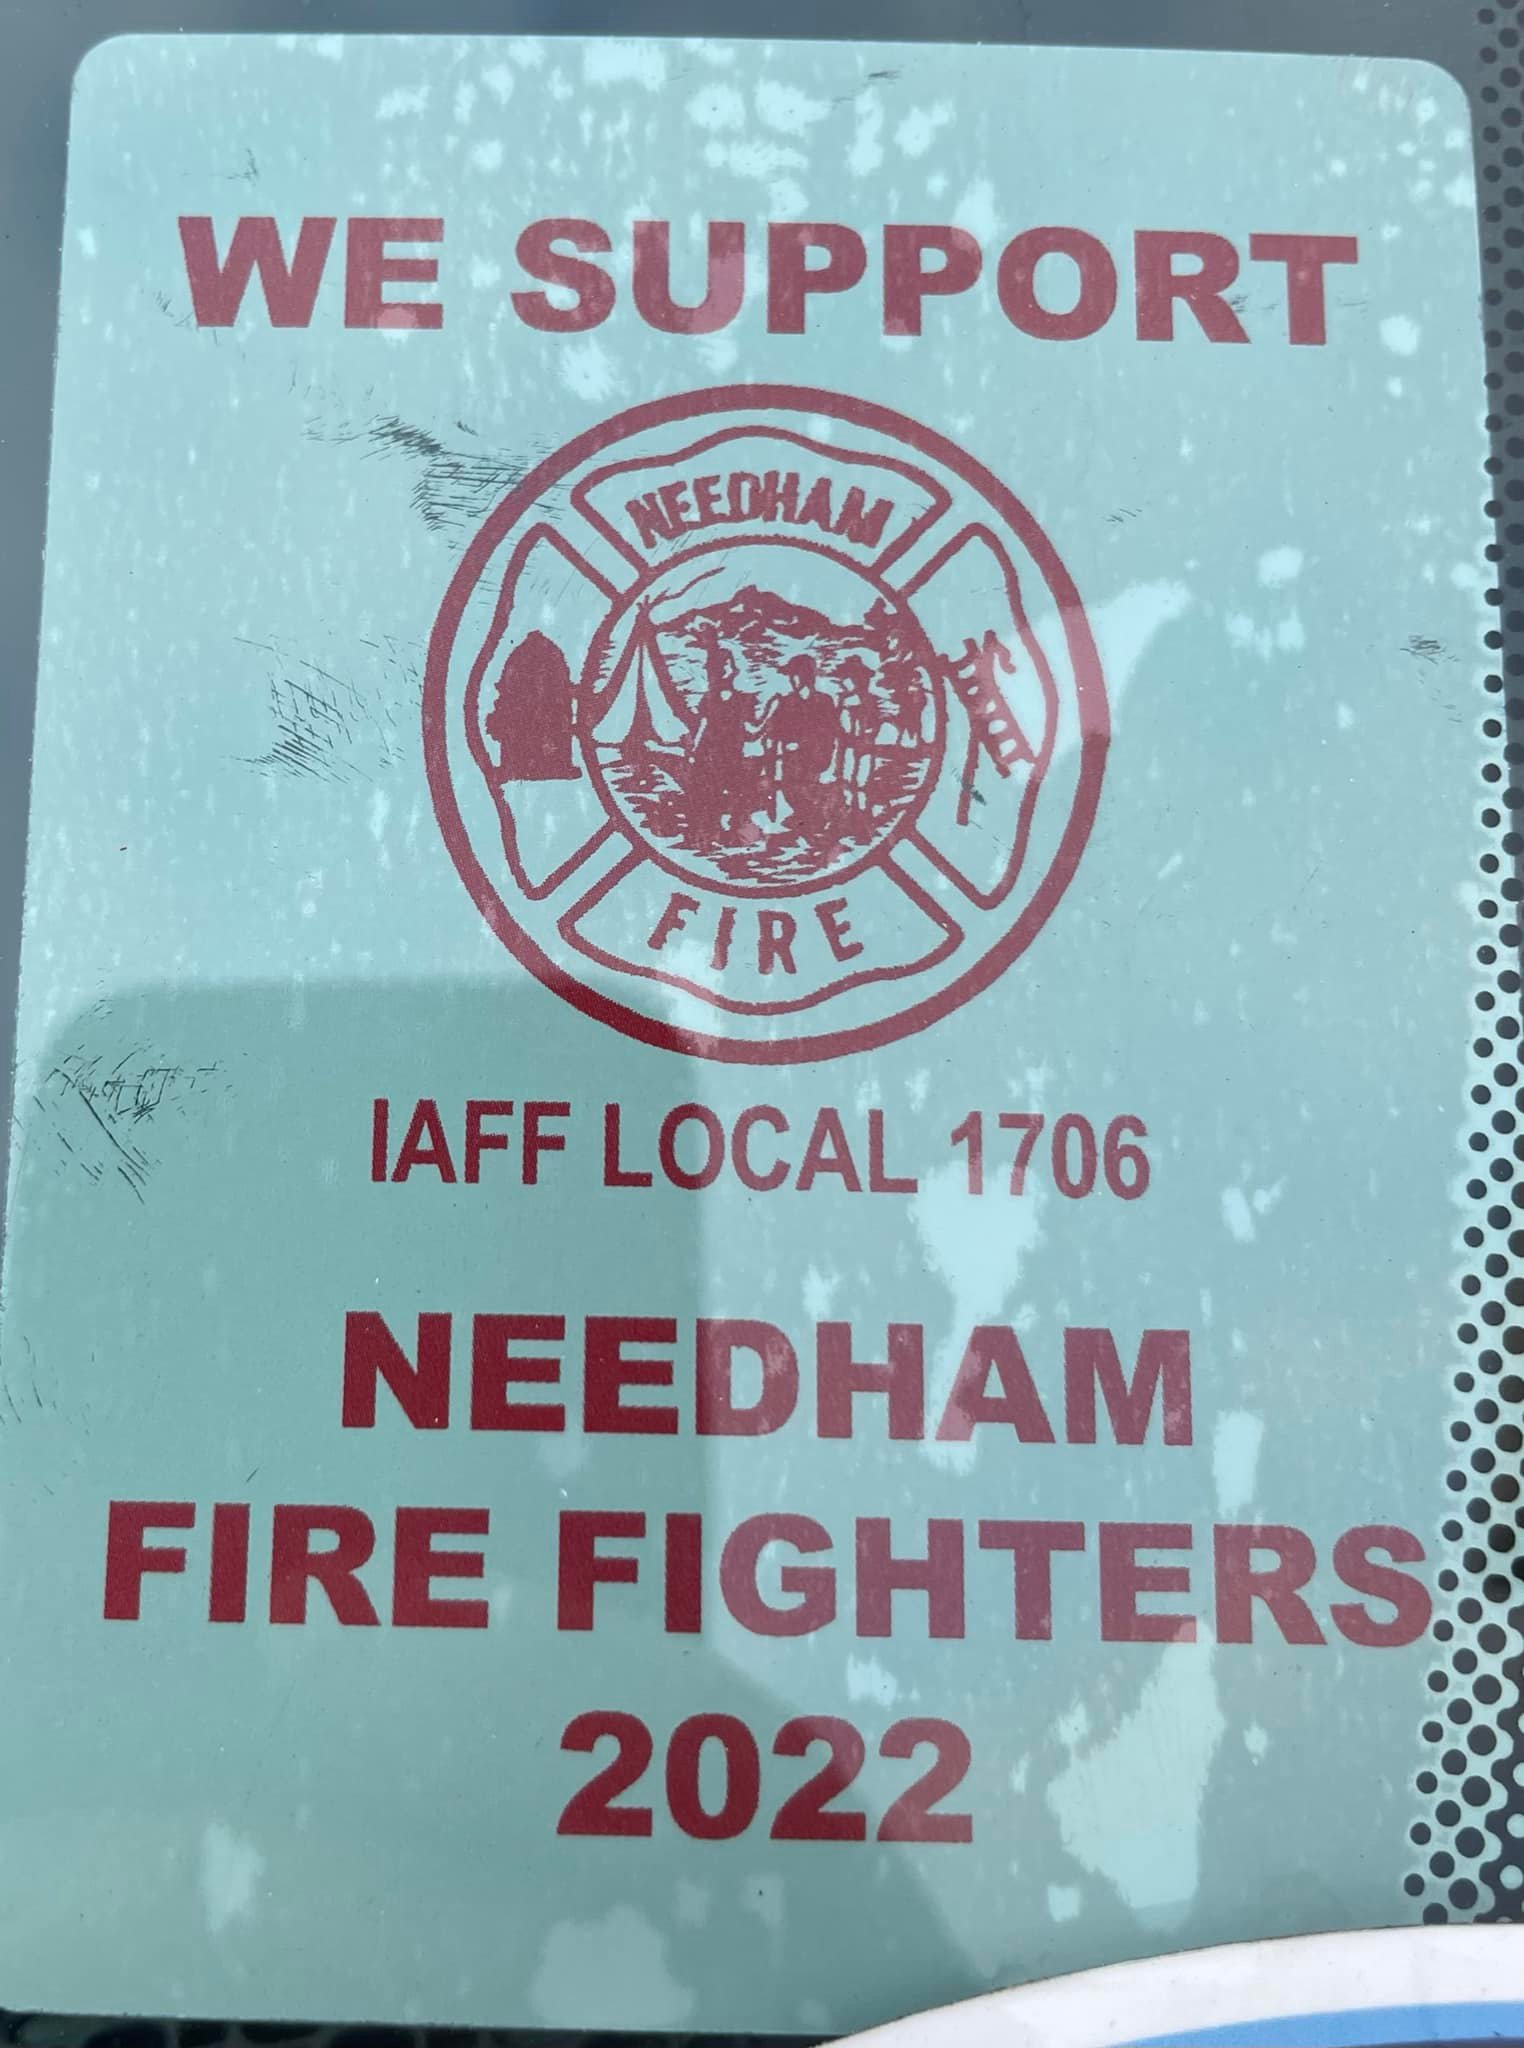 WE SUPPORT
NEEDHAM
FIRE
IAFF LOCAL 1706
NEEDHAM
FIRE FIGHTERS
2022